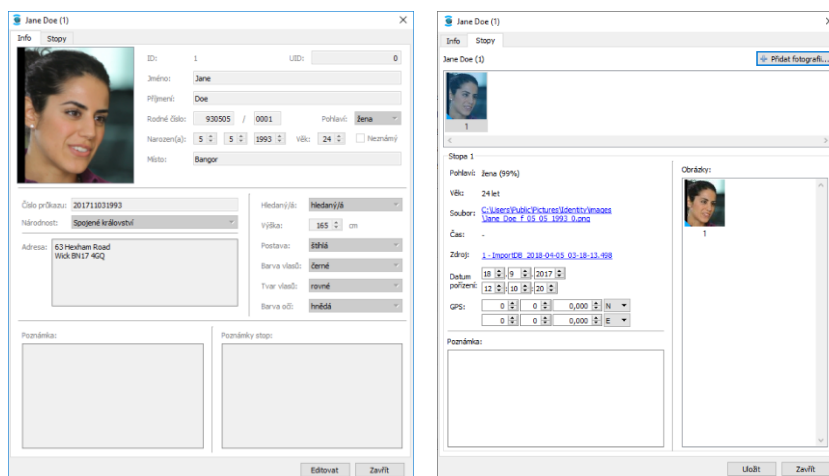 Jane Doe (1)
Info Stopy
ID: 1 UID: 0
Jméno: Jane
Příjmení: Doe
Rodné číslo: 930505 / 0001 Pohlaví: žena
Narozen(a): 5 5 1993 Věk: 24 Neznámý
Místo: Bangor
Číslo průkazu: 201711031993
Národnost: Spojené království
Adresa: 63 Hexham Road
Wick BN17 4GQ
Hledaný/á: hledaný/á
Výška: 165 cm
Postava: štíhlá
Barva vlasů: černé
Tvar vlasů: rovné
Barva očí: hnědá
Poznámka: Poznámky stop:
Editovat Zavřít
Jane Doe (1)
Info Stopy
Jane Doe (1) Přidat fotografii...
1
Stopa 1
Pohlaví: žena (99%)
Věk: 24 let
Soubor: C:\Users\Public\Pictures\Identity\images
\Jane_Doe_f_05_05_1993_0.png
Čas: -
Zdroj: 1 - ImportDB_2018-04-05_03-18-13.498
Datum
pořízení: 18 . 9 . 2017
12 : 10 : 20
GPS: 0 0 0,000 N
0 0 0,000 E
Poznámka:
Obrázky:
1
Uložit Zavřít